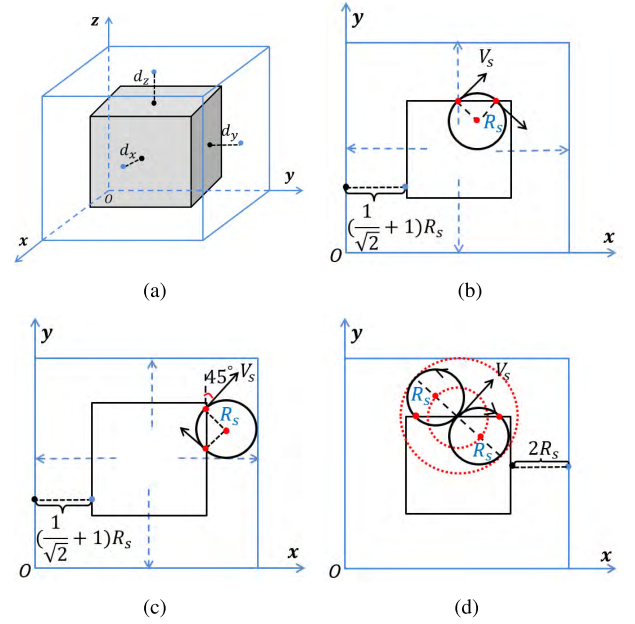 z
d_z
d_y
d_x
O
y
x
(a)
y
V_s
R_s
(1/√2 + 1)R_s
O
x
(b)
y
45°
V_s
R_s
(1/√2 + 1)R_s
O
x
(c)
y
V_s
R_s
R_s
2R_s
O
x
(d)